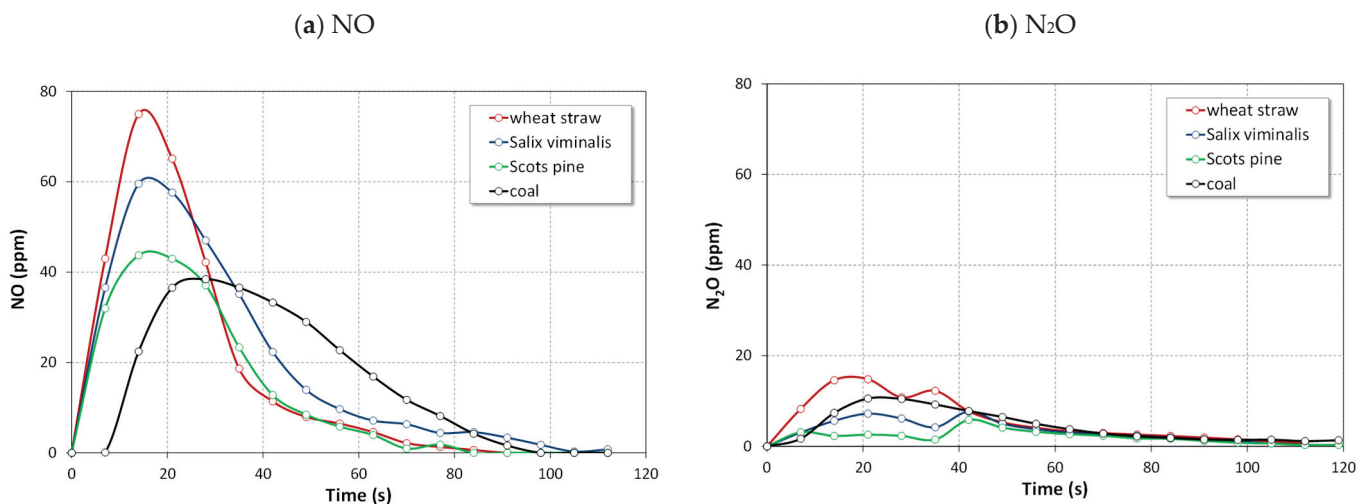 (a) NO
(b) N₂O
80
60
40
20
0
NO (ppm)
wheat straw
Salix viminalis
Scots pine
coal
0 20 40 60 80 100 120
Time (s)
80
60
40
20
0
N₂O (ppm)
wheat straw
Salix viminalis
Scots pine
coal
0 20 40 60 80 100 120
Time (s)